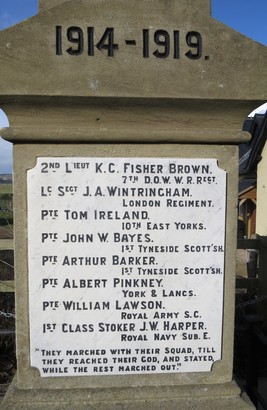 1914-1919.
2ND LIEUT K.C. FISHER BROWN.
7TH D.O.W. W. R. REGT.
LC SECT J.A. WINTRINGHAM.
LONDON REGIMENT.
PTE TOM IRELAND.
10TH EAST YORKS.
PTE JOHN W. BAYES.
1ST TYNESIDE SCOTT'SH.
PTE ARTHUR BARKER.
1ST TYNESIDE SCOTT'SH.
PTE ALBERT PINKNEY.
YORK & LANCS.
PTE WILLIAM LAWSON.
ROYAL ARMY S.C.
1ST CLASS STOKER J.W. HARPER.
ROYAL NAVY SUB. E.
"THEY MARCHED WITH THEIR SQUAD, TILL
THEY REACHED THEIR GOD, AND STAYED,
WHILE THE REST MARCHED OUT."